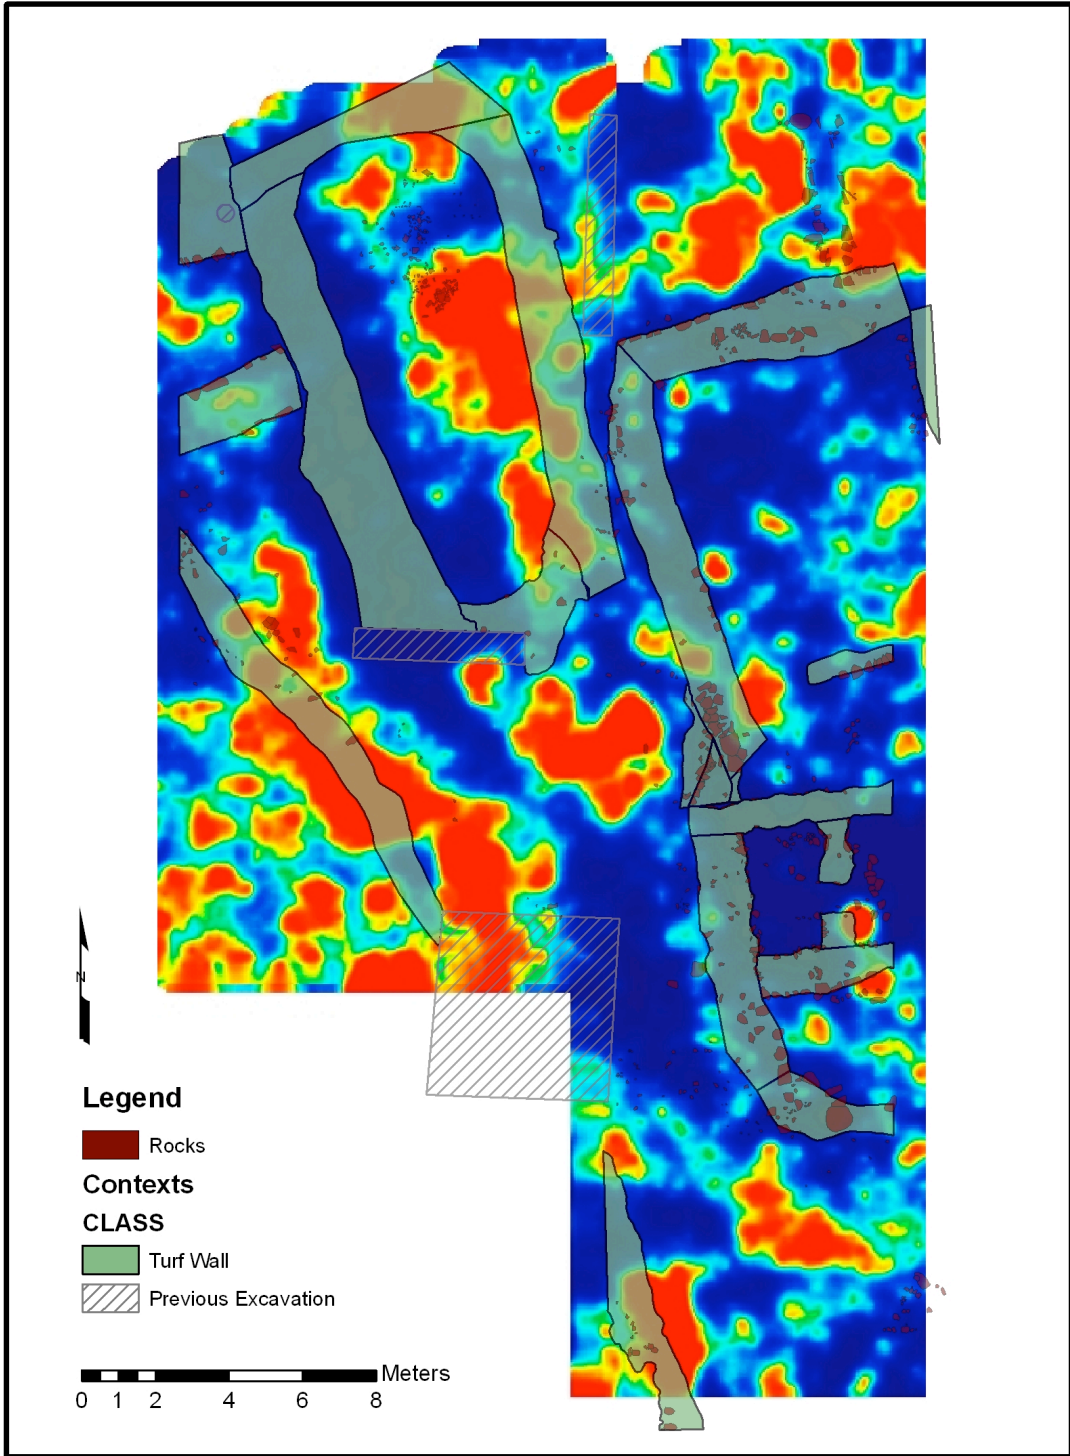 N
Legend
Rocks
Contexts
CLASS
Turf Wall
Previous Excavation
Meters
0 1 2 4 6 8